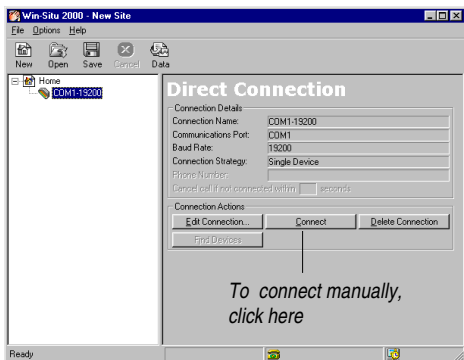 Win-Situ 2000 - New Site
File Options Help
New Open Save Cancel Data
Home
COM1-19200
Direct Connection
Connection Details
Connection Name: COM1-19200
Communications Port: COM1
Baud Rate: 19200
Connection Strategy: Single Device
Phone Number:
Cancel call if not connected within seconds
Connection Actions
Edit Connection... Connect Delete Connection
Find Devices
To connect manually,
click here
Ready